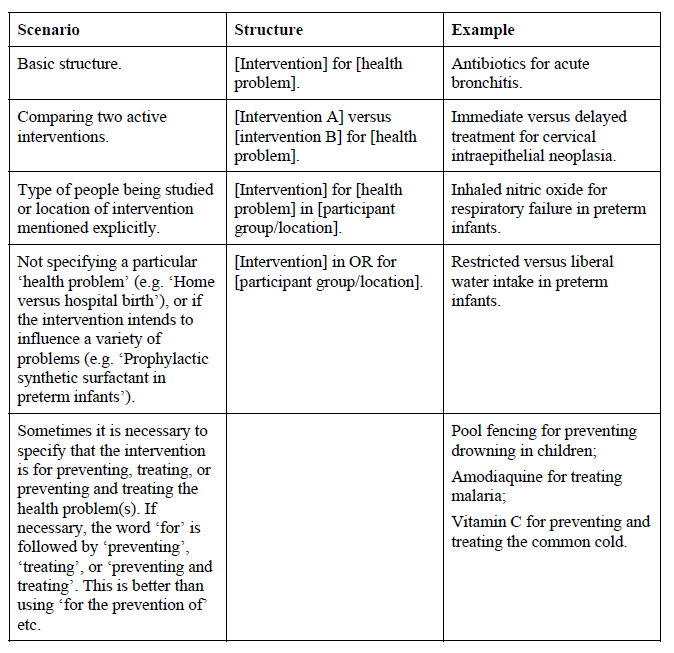 Scenario
Structure
Example
Basic structure.
[Intervention] for [health
problem].
Antibiotics for acute
bronchitis.
Comparing two active
interventions.
[Intervention A] versus
[intervention B] for [health
problem].
Immediate versus delayed
treatment for cervical
intraepithelial neoplasia.
Type of people being studied
or location of intervention
mentioned explicitly.
[Intervention] for [health
problem] in [participant
group/location].
Inhaled nitric oxide for
respiratory failure in preterm
infants.
Not specifying a particular
‘health problem’ (e.g. ‘Home
versus hospital birth’), or if
the intervention intends to
influence a variety of
problems (e.g. ‘Prophylactic
synthetic surfactant in
preterm infants’).
[Intervention] in OR for
[participant group/location].
Restricted versus liberal
water intake in preterm
infants.
Sometimes it is necessary to
specify that the intervention
is for preventing, treating, or
preventing and treating the
health problem(s). If
necessary, the word ‘for’ is
followed by ‘preventing’,
‘treating’, or ‘preventing and
treating’. This is better than
using ‘for the prevention of’
etc.
Pool fencing for preventing
drowning in children;
Amodiaquine for treating
malaria;
Vitamin C for preventing and
treating the common cold.